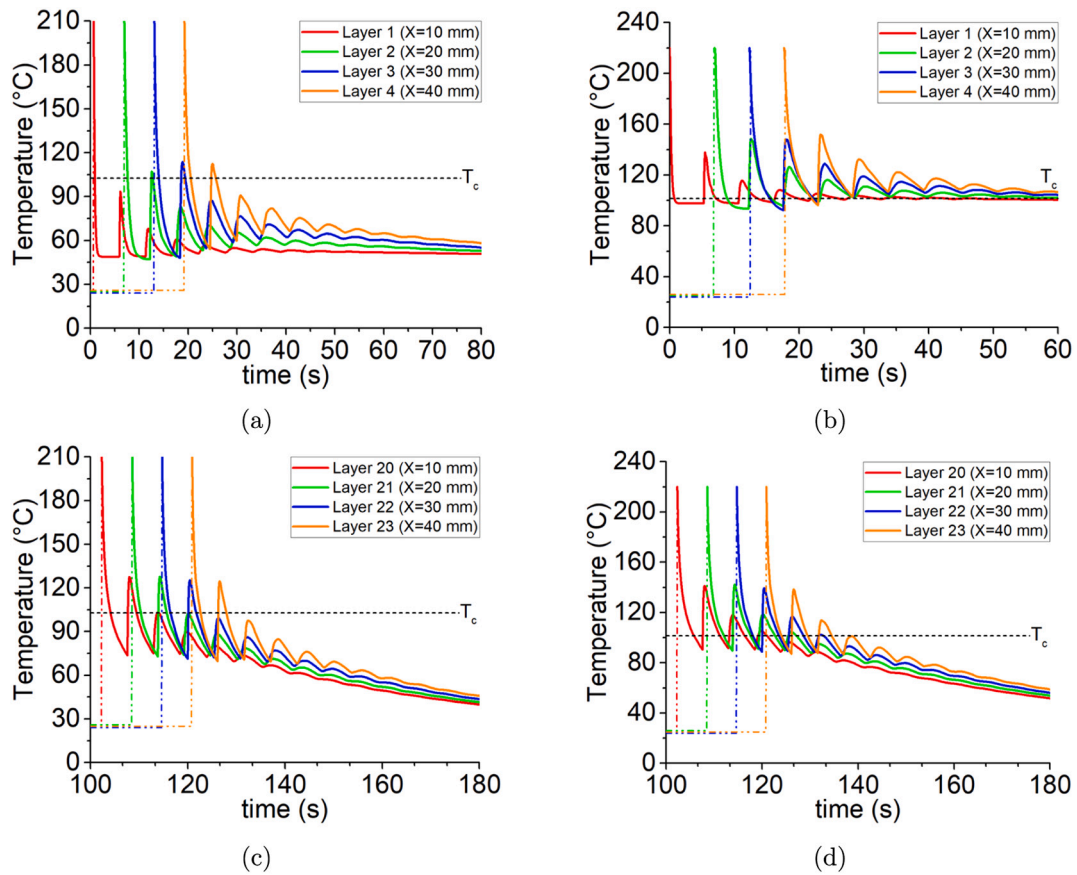 210
180
150
120
90
60
30
0
Temperature (°C)
Layer 1 (X=10 mm)
Layer 2 (X=20 mm)
Layer 3 (X=30 mm)
Layer 4 (X=40 mm)
Tc
0 10 20 30 40 50 60 70 80
time (s)
(a)
240
200
160
120
80
40
0
Temperature (°C)
Layer 1 (X=10 mm)
Layer 2 (X=20 mm)
Layer 3 (X=30 mm)
Layer 4 (X=40 mm)
Tc
0 10 20 30 40 50 60
time (s)
(b)
210
180
150
120
90
60
30
0
Temperature (°C)
Layer 20 (X=10 mm)
Layer 21 (X=20 mm)
Layer 22 (X=30 mm)
Layer 23 (X=40 mm)
Tc
100 120 140 160 180
time (s)
(c)
240
200
160
120
80
40
0
Temperature (°C)
Layer 20 (X=10 mm)
Layer 21 (X=20 mm)
Layer 22 (X=30 mm)
Layer 23 (X=40 mm)
Tc
100 120 140 160 180
time (s)
(d)